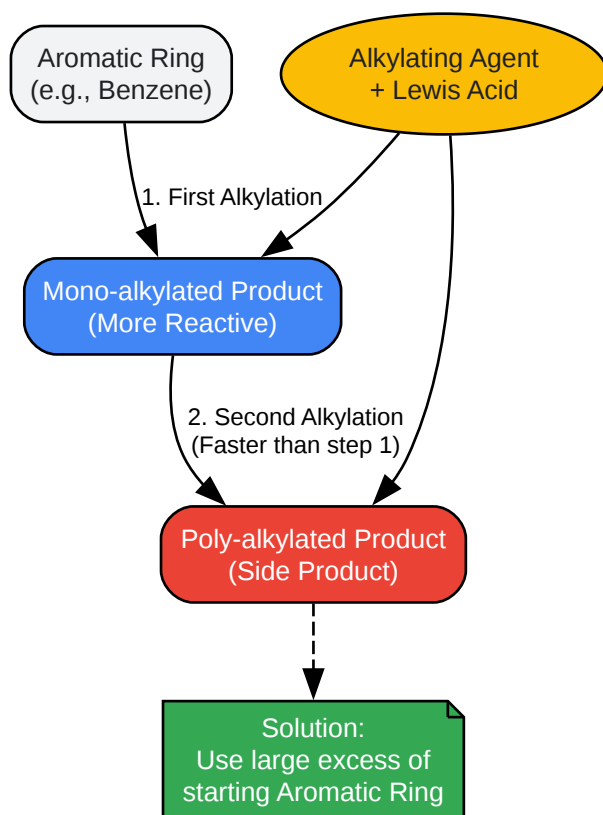 Aromatic Ring
(e.g., Benzene)
Alkylating Agent
+ Lewis Acid
1. First Alkylation
Mono-alkylated Product
(More Reactive)
2. Second Alkylation
(Faster than step 1)
Poly-alkylated Product
(Side Product)
Solution:
Use large excess of
starting Aromatic Ring